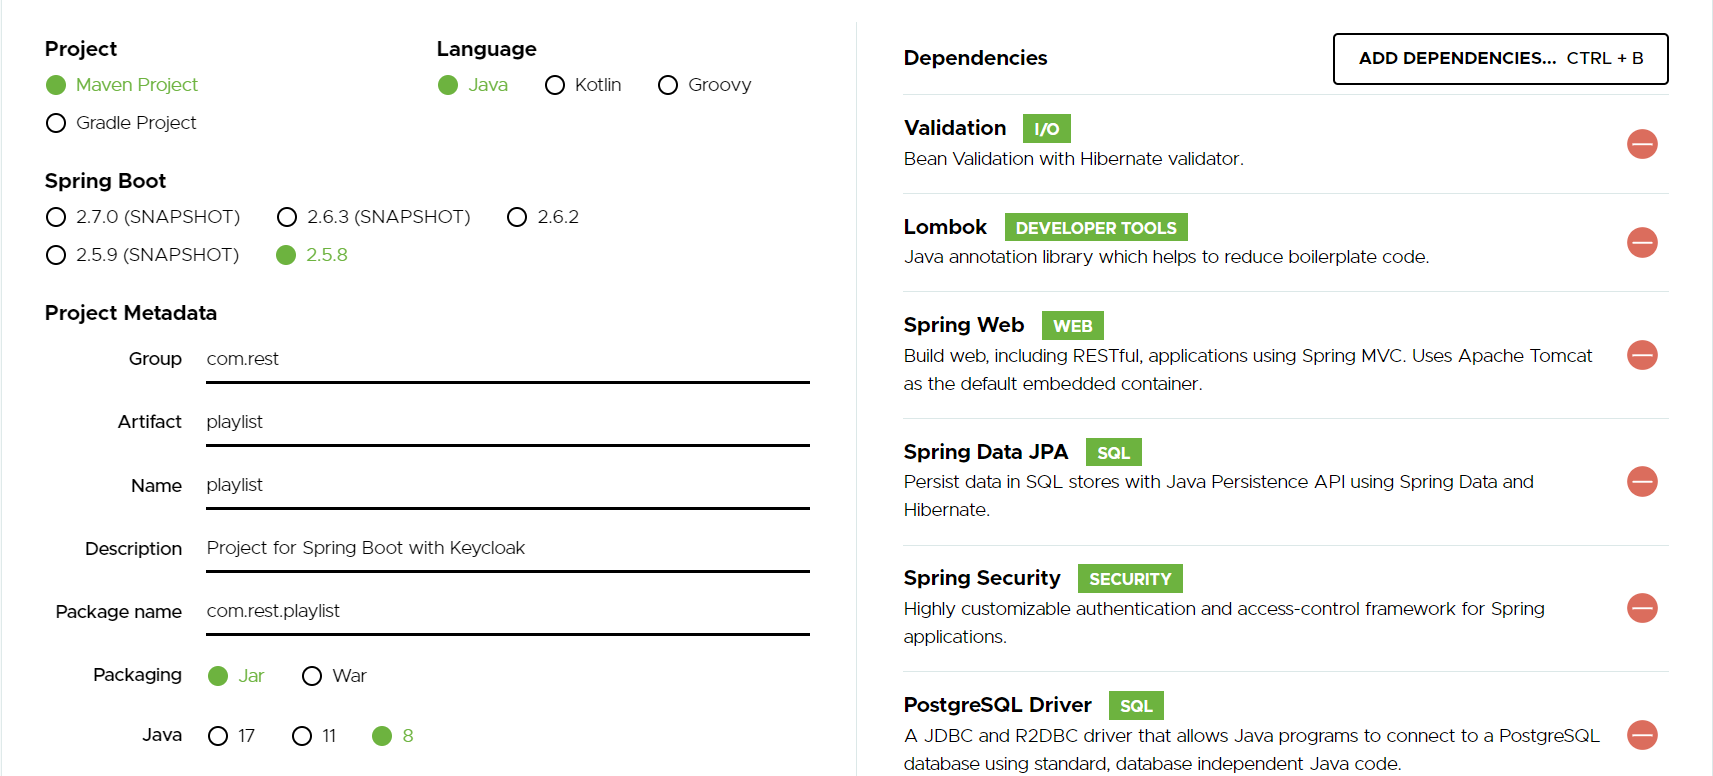 Project
Maven Project
Gradle Project
Language
Java Kotlin Groovy
Spring Boot
2.7.0 (SNAPSHOT) 2.6.3 (SNAPSHOT) 2.6.2
2.5.9 (SNAPSHOT) 2.5.8
Project Metadata
Group com.rest
Artifact playlist
Name playlist
Description Project for Spring Boot with Keycloak
Package name com.rest.playlist
Packaging Jar War
Java 17 11 8
Dependencies ADD DEPENDENCIES... CTRL + B
Validation I/O
Bean Validation with Hibernate validator.
Lombok DEVELOPER TOOLS
Java annotation library which helps to reduce boilerplate code.
Spring Web WEB
Build web, including RESTful, applications using Spring MVC. Uses Apache Tomcat
as the default embedded container.
Spring Data JPA SQL
Persist data in SQL stores with Java Persistence API using Spring Data and
Hibernate.
Spring Security SECURITY
Highly customizable authentication and access-control framework for Spring
applications.
PostgreSQL Driver SQL
A JDBC and R2DBC driver that allows Java programs to connect to a PostgreSQL
database using standard, database independent Java code.